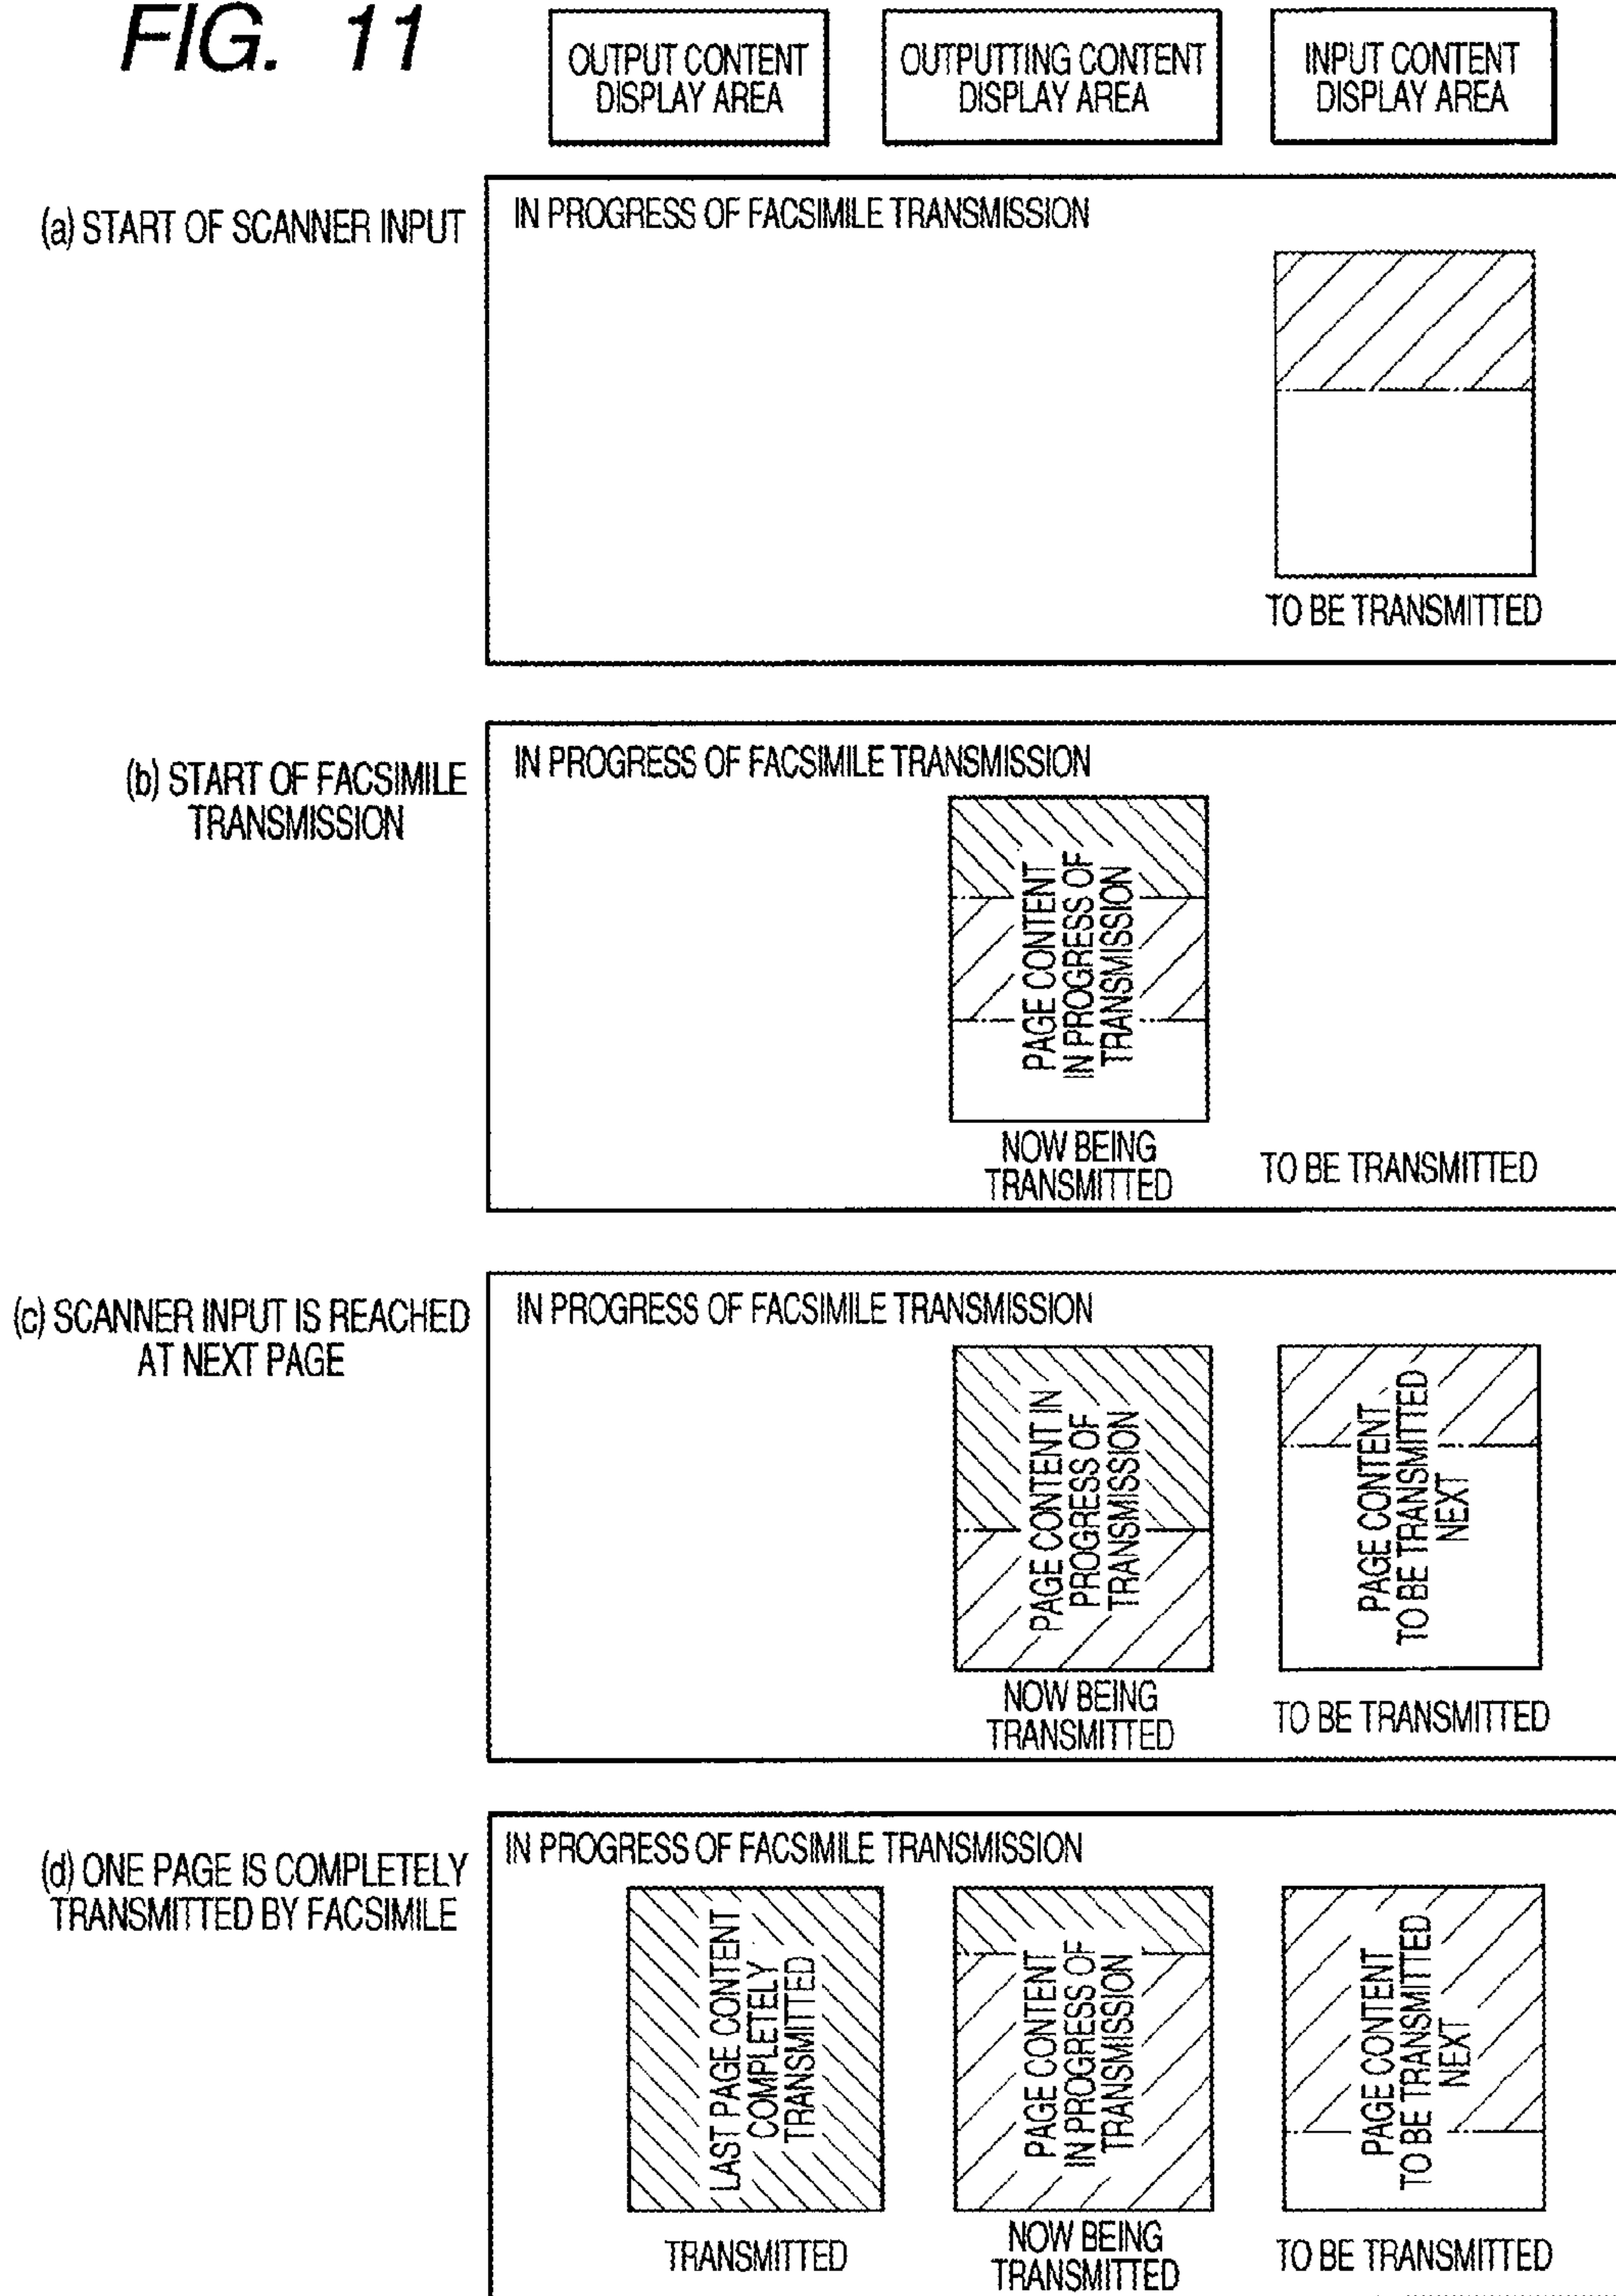 FIG. 11
OUTPUT CONTENT
DISPLAY AREA
OUTPUTTING CONTENT
DISPLAY AREA
INPUT CONTENT
DISPLAY AREA
(a) START OF SCANNER INPUT
IN PROGRESS OF FACSIMILE TRANSMISSION
TO BE TRANSMITTED
(b) START OF FACSIMILE
TRANSMISSION
IN PROGRESS OF FACSIMILE TRANSMISSION
PAGE CONTENT
IN PROGRESS OF
TRANSMISSION
NOW BEING
TRANSMITTED
TO BE TRANSMITTED
(c) SCANNER INPUT IS REACHED
AT NEXT PAGE
IN PROGRESS OF FACSIMILE TRANSMISSION
PAGE CONTENT IN
PROGRESS OF
TRANSMISSION
NOW BEING
TRANSMITTED
PAGE CONTENT
TO BE TRANSMITTED
NEXT
TO BE TRANSMITTED
(d) ONE PAGE IS COMPLETELY
TRANSMITTED BY FACSIMILE
IN PROGRESS OF FACSIMILE TRANSMISSION
LAST PAGE CONTENT
COMPLETELY
TRANSMITTED
TRANSMITTED
PAGE CONTENT
IN PROGRESS OF
TRANSMISSION
NOW BEING
TRANSMITTED
PAGE CONTENT
TO BE TRANSMITTED
NEXT
TO BE TRANSMITTED